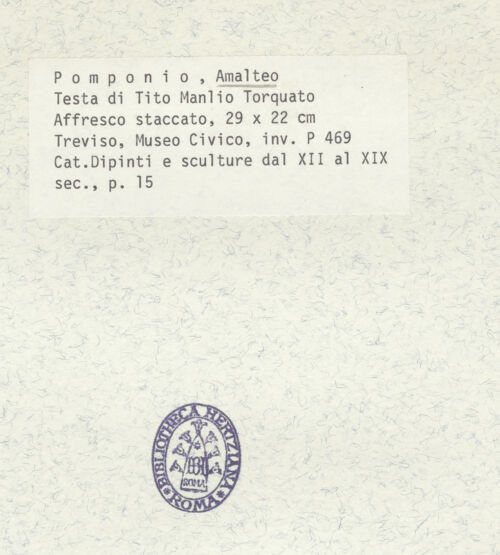 P o m p o n i o , Amalteo
Testa di Tito Manlio Torquato
Affresco staccato, 29 x 22 cm
Treviso, Museo Civico, inv. P 469
Cat.Dipinti e sculture dal XII al XIX
sec., p. 15
BIBLIOTHECA HERTZIANA
ROMA
ROMA